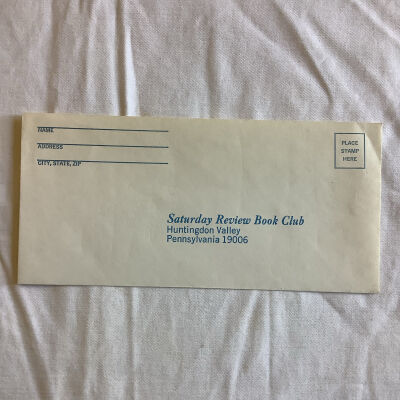 NAME
ADDRESS
CITY, STATE, ZIP
PLACE
STAMP
HERE
Saturday Review Book Club
Huntingdon Valley
Pennsylvania 19006